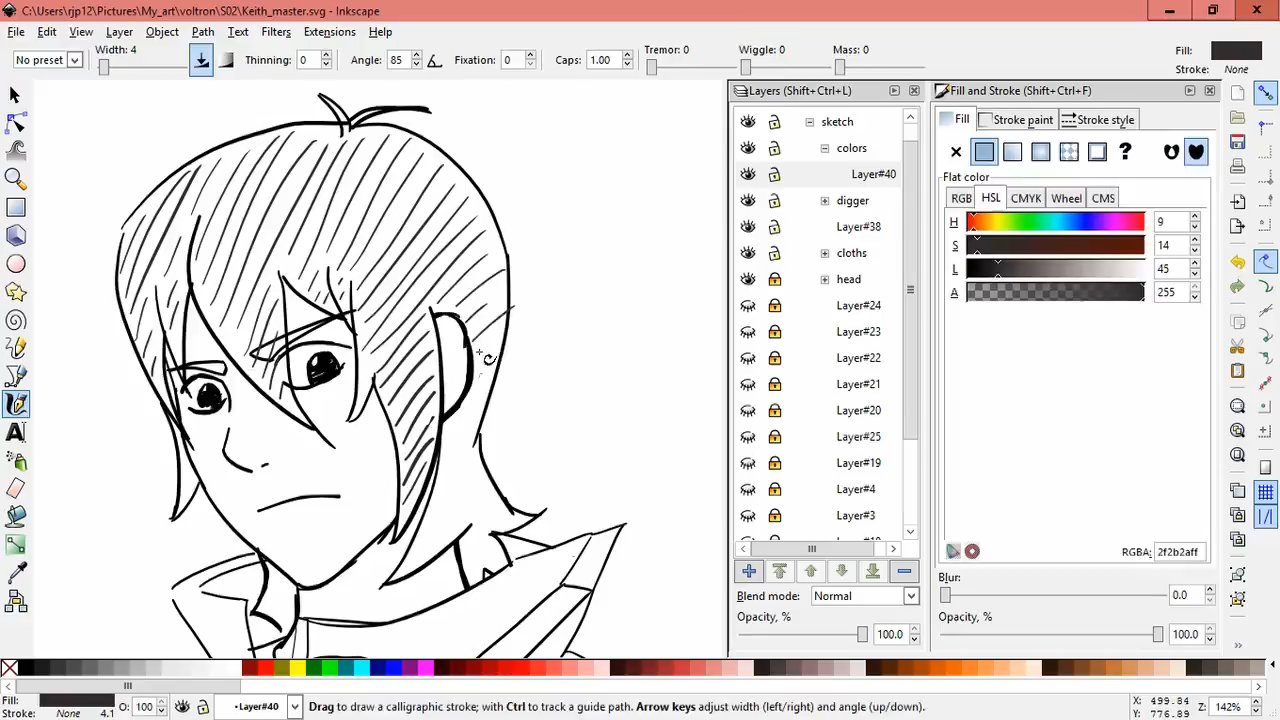 C:\Users\rjp12\Pictures\My_art\voltron\S02\Keith_master.svg - Inkscape
File Edit View Layer Object Path Text Filters Extensions Help
No preset Width: 4 Thinning: 0 Angle: 85 Fixation: 0 Caps: 1.00 Tremor: 0 Wiggle: 0 Mass: 0 Fill:
Stroke: None
Layers (Shift+Ctrl+L)
sketch
colors
Layer#40
digger
Layer#38
cloths
head
Layer#24
Layer#23
Layer#22
Layer#21
Layer#20
Layer#25
Layer#19
Layer#4
Layer#3
Blend mode: Normal
Opacity, %
100.0
Fill and Stroke (Shift+Ctrl+F)
Fill Stroke paint Stroke style
?
Flat color
RGB HSL CMYK Wheel CMS
H 9
S 14
L 45
A 255
RGBA: 2f2b2aff
Blur:
0.0
Opacity, %
100.0
Fill: O: 100 •Layer#40 Drag to draw a calligraphic stroke; with Ctrl to track a guide path. Arrow keys adjust width (left/right) and angle (up/down). X: 499.84 Z: 142%
Stroke: None 4.1 Y: 776.89